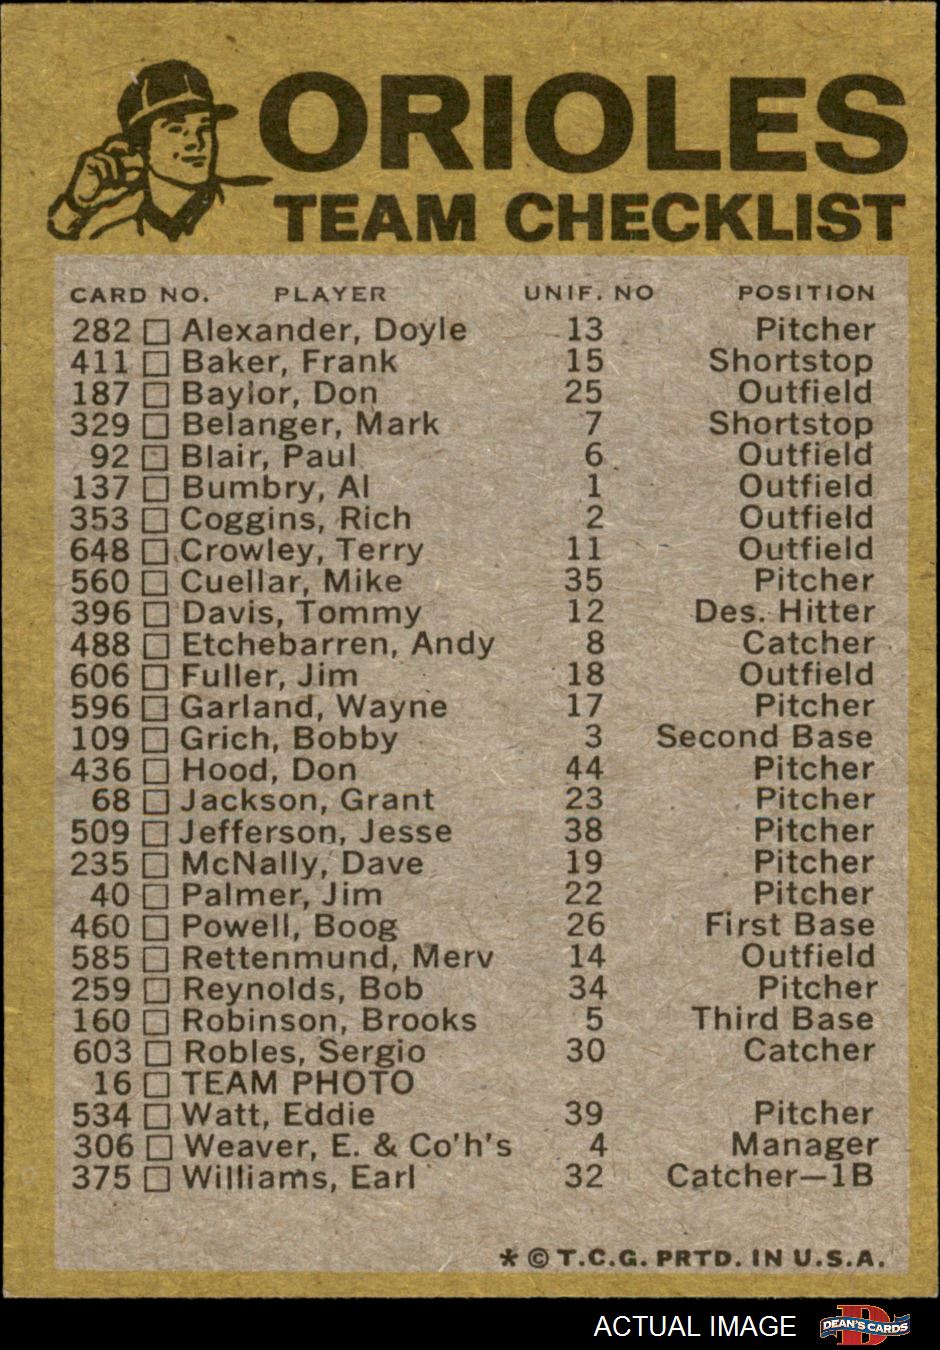 ORIOLES
TEAM CHECKLIST
CARD NO. PLAYER UNIF. NO POSITION
282 Alexander, Doyle 13 Pitcher
411 Baker, Frank 15 Shortstop
187 Baylor, Don 25 Outfield
329 Belanger, Mark 7 Shortstop
92 Blair, Paul 6 Outfield
137 Bumbry, Al 1 Outfield
353 Coggins, Rich 2 Outfield
648 Crowley, Terry 11 Outfield
560 Cuellar, Mike 35 Pitcher
396 Davis, Tommy 12 Des. Hitter
488 Etchebarren, Andy 8 Catcher
606 Fuller, Jim 18 Outfield
596 Garland, Wayne 17 Pitcher
109 Grich, Bobby 3 Second Base
436 Hood, Don 44 Pitcher
68 Jackson, Grant 23 Pitcher
509 Jefferson, Jesse 38 Pitcher
235 McNally, Dave 19 Pitcher
40 Palmer, Jim 22 Pitcher
460 Powell, Boog 26 First Base
585 Rettenmund, Merv 14 Outfield
259 Reynolds, Bob 34 Pitcher
160 Robinson, Brooks 5 Third Base
603 Robles, Sergio 30 Catcher
16 TEAM PHOTO
534 Watt, Eddie 39 Pitcher
306 Weaver, E. & Co'h's 4 Manager
375 Williams, Earl 32 Catcher—1B
* © T.C.G. PRTD. IN U.S.A.
ACTUAL IMAGE
DEAN'S CARDS